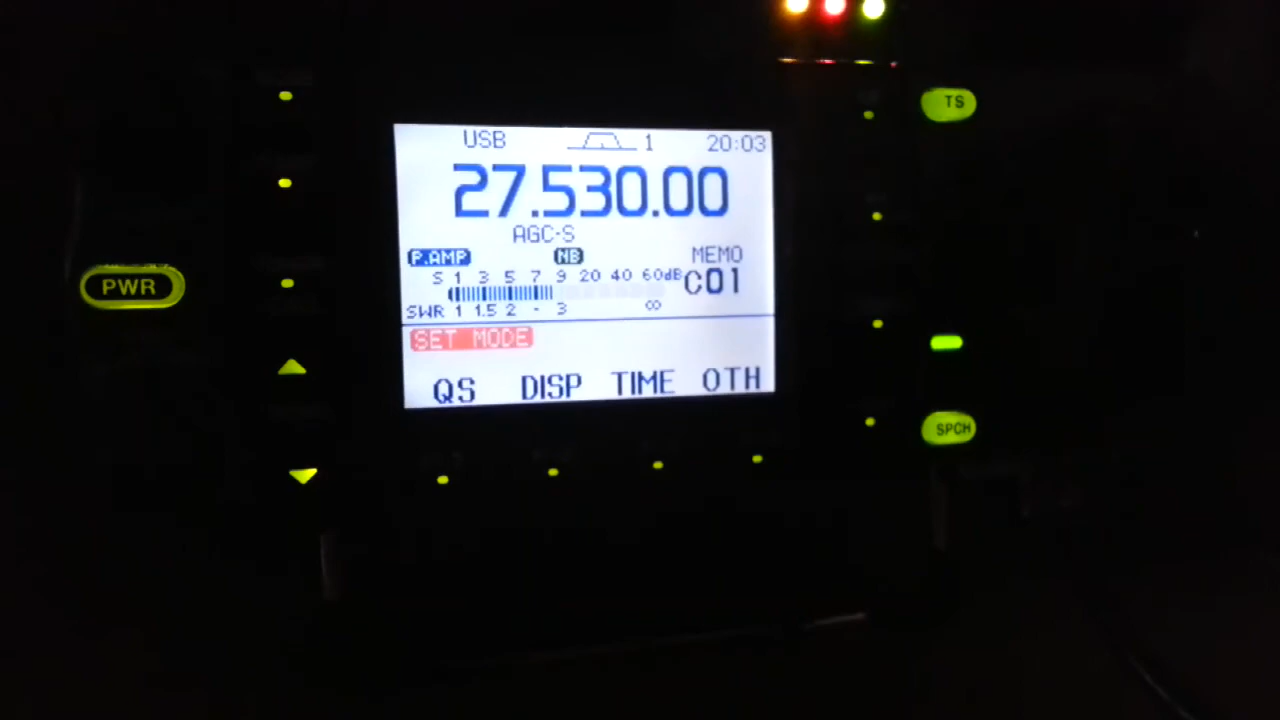 USB 1 20:03
TS
27.530.00
AGC-S
P.AMP NB MEMO
S 1 3 5 7 9 20 40 60dB C01
PWR
SWR 1 1.5 2 - 3 ∞
SET MODE
QS DISP TIME OTH
SPCH